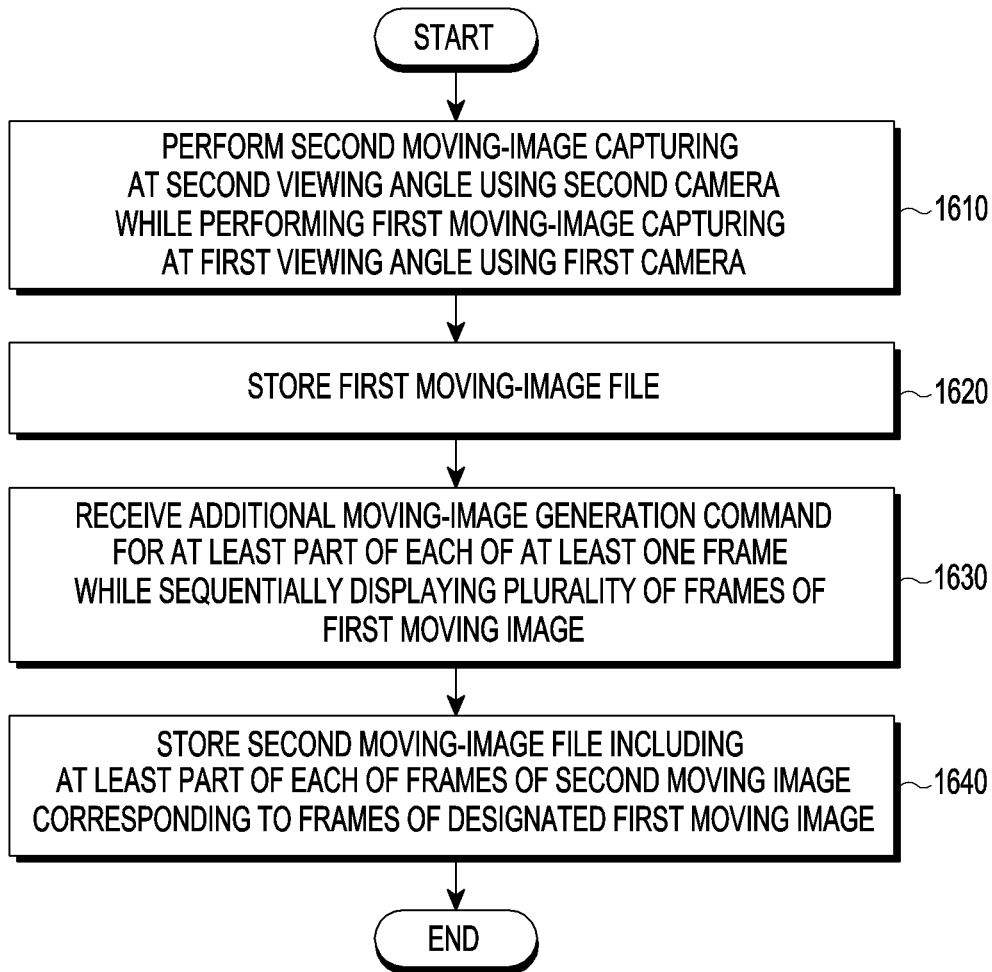 START
PERFORM SECOND MOVING-IMAGE CAPTURING
AT SECOND VIEWING ANGLE USING SECOND CAMERA
WHILE PERFORMING FIRST MOVING-IMAGE CAPTURING
AT FIRST VIEWING ANGLE USING FIRST CAMERA
1610
STORE FIRST MOVING-IMAGE FILE
1620
RECEIVE ADDITIONAL MOVING-IMAGE GENERATION COMMAND
FOR AT LEAST PART OF EACH OF AT LEAST ONE FRAME
WHILE SEQUENTIALLY DISPLAYING PLURALITY OF FRAMES OF
FIRST MOVING IMAGE
1630
STORE SECOND MOVING-IMAGE FILE INCLUDING
AT LEAST PART OF EACH OF FRAMES OF SECOND MOVING IMAGE
CORRESPONDING TO FRAMES OF DESIGNATED FIRST MOVING IMAGE
1640
END